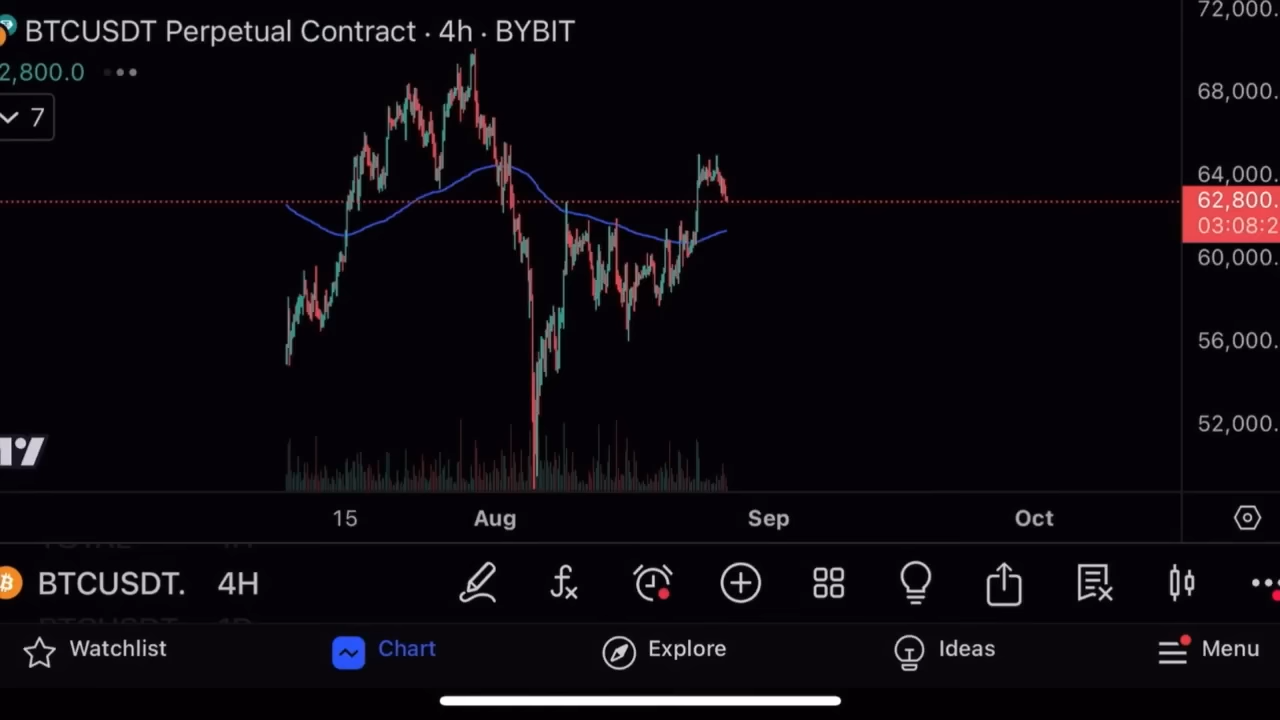 BTCUSDT Perpetual Contract · 4h · BYBIT
2,800.0
7
72,000.
68,000.
64,000.
62,800.
03:08:2
60,000.
56,000.
52,000.
15 Aug Sep Oct
BTCUSDT. 4H
Watchlist Chart Explore Ideas Menu